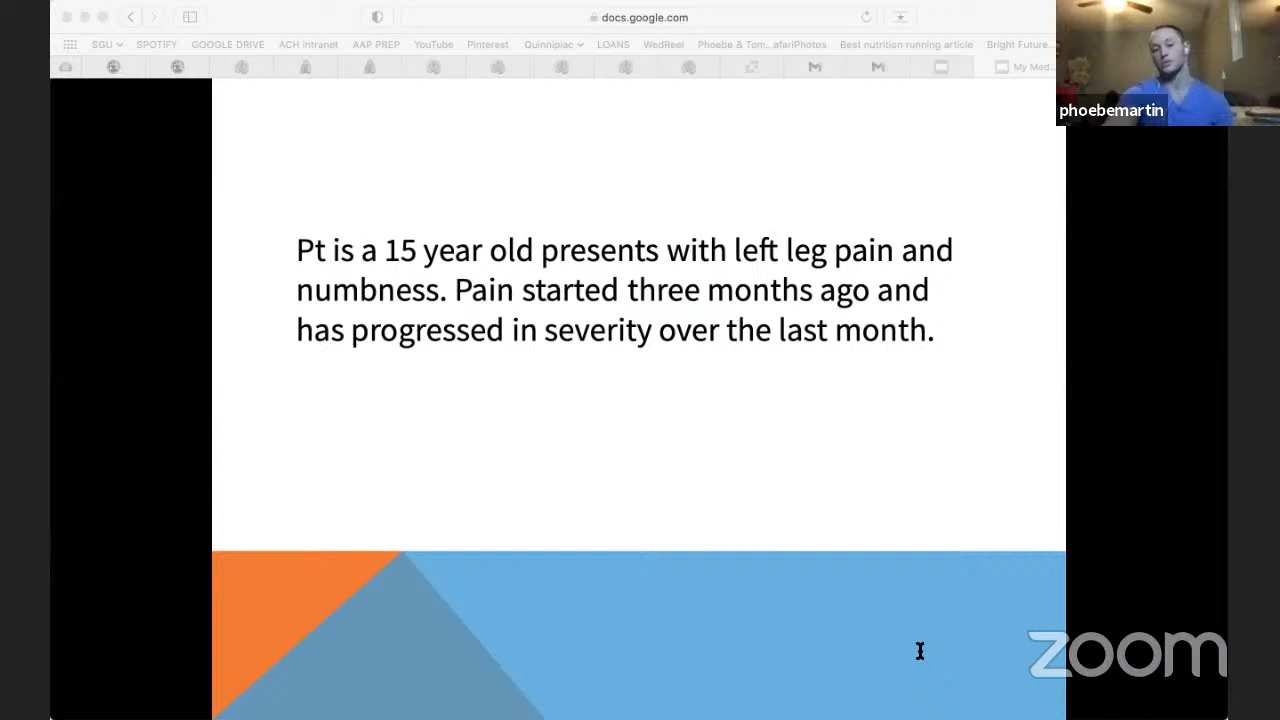 docs.google.com
SGU SPOTIFY GOOGLE DRIVE ACH intranet AAP PREP YouTube Pinterest Quinnipiac LOANS WedReel Phoebe & Tom...afariPhotos Best nutrition running article Bright Future...
My Med...
phoebemartin
Pt is a 15 year old presents with left leg pain and
numbness. Pain started three months ago and
has progressed in severity over the last month.
zoom